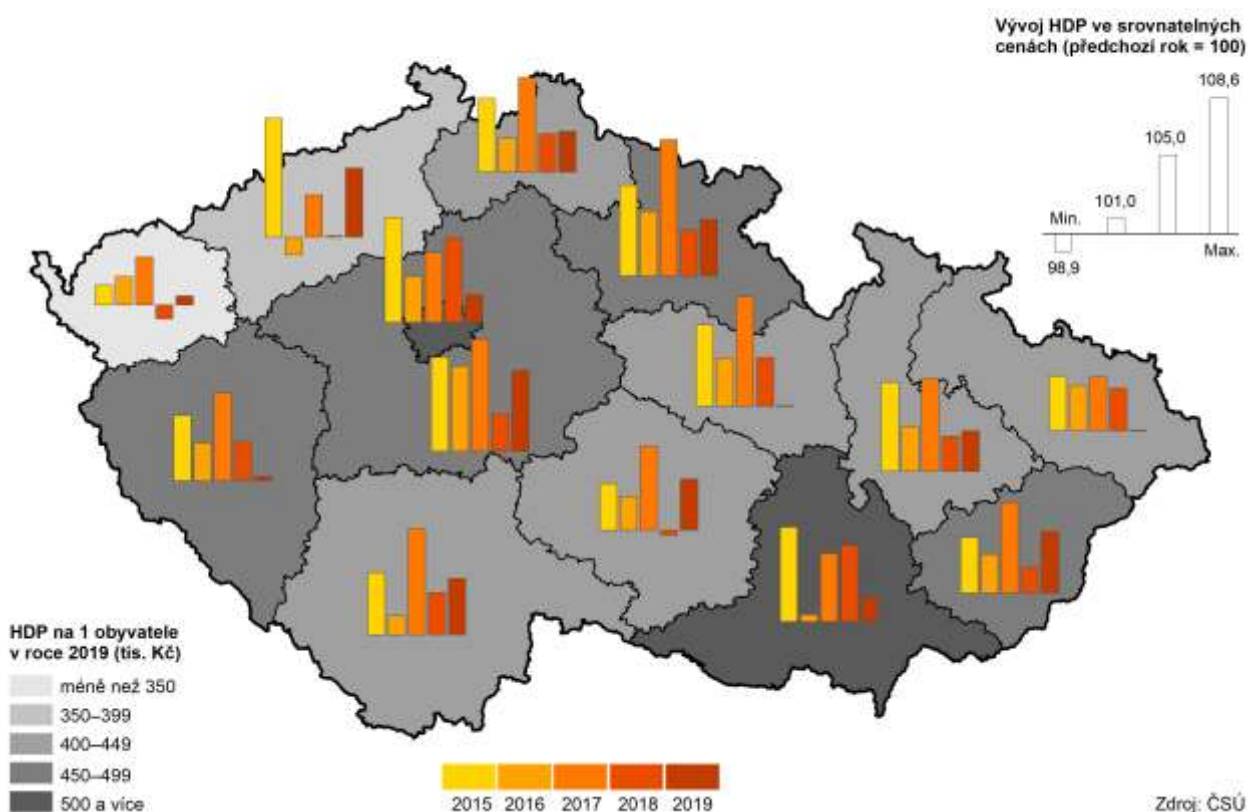 Vývoj HDP ve srovnatelných
cenách (předchozí rok = 100)
108,6
105,0
101,0
Min.
98,9
Max.
HDP na 1 obyvatele
v roce 2019 (tis. Kč)
méně než 350
350–399
400–449
450–499
500 a více
2015 2016 2017 2018 2019
Zdroj: ČSÚ